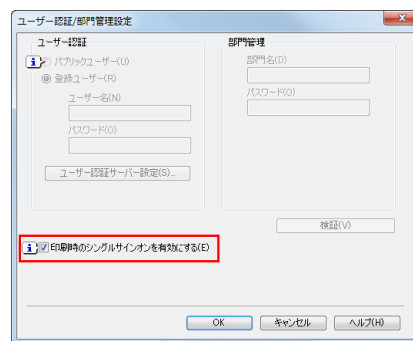 ユーザー認証/部門管理設定
ユーザー認証
パブリックユーザー(U)
登録ユーザー(R)
ユーザー名(N)
パスワード(O)
ユーザー認証サーバー設定(S)...
部門管理
部門名(D)
パスワード(O)
検証(V)
印刷時のシングルサインオンを有効にする(E)
OK
キャンセル
ヘルプ(H)